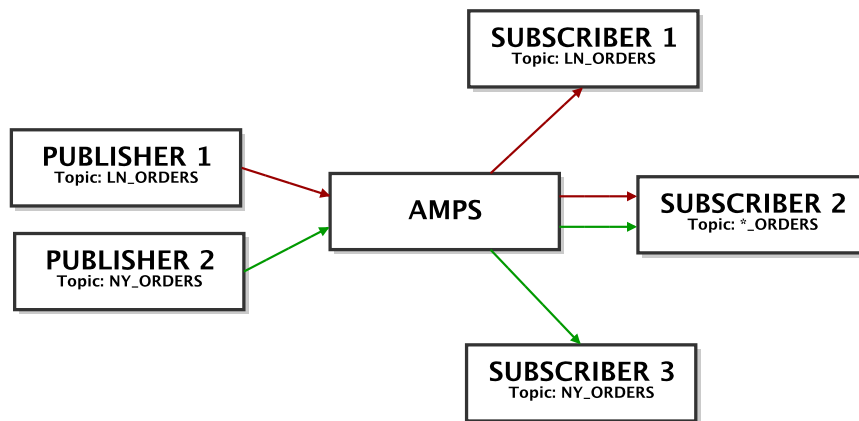 SUBSCRIBER 1
Topic: LN_ORDERS
PUBLISHER 1
Topic: LN_ORDERS
AMPS
SUBSCRIBER 2
Topic: *_ORDERS
PUBLISHER 2
Topic: NY_ORDERS
SUBSCRIBER 3
Topic: NY_ORDERS